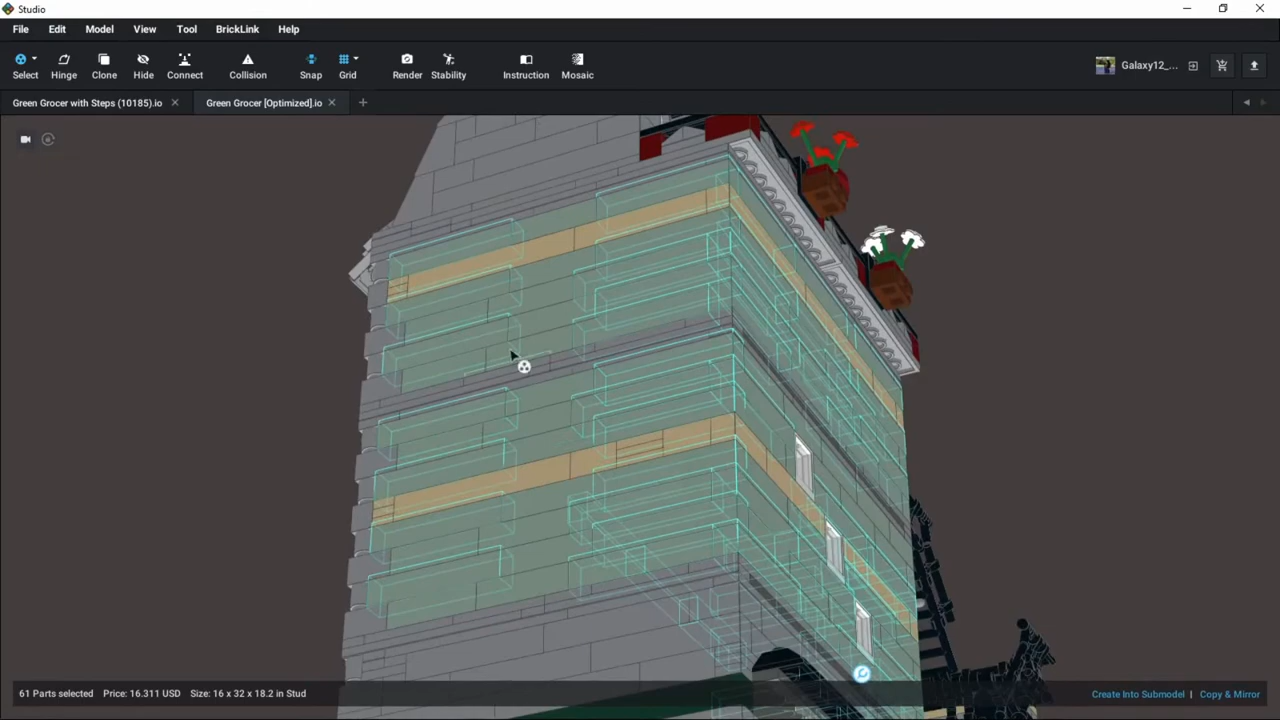 Studio
File Edit Model View Tool BrickLink Help
Select Hinge Clone Hide Connect Collision Snap Grid Render Stability Instruction Mosaic
Galaxy12_...
Green Grocer with Steps (10185).io Green Grocer [Optimized].io
61 Parts selected Price: 16.311 USD Size: 16 x 32 x 18.2 in Stud
Create Into Submodel | Copy & Mirror